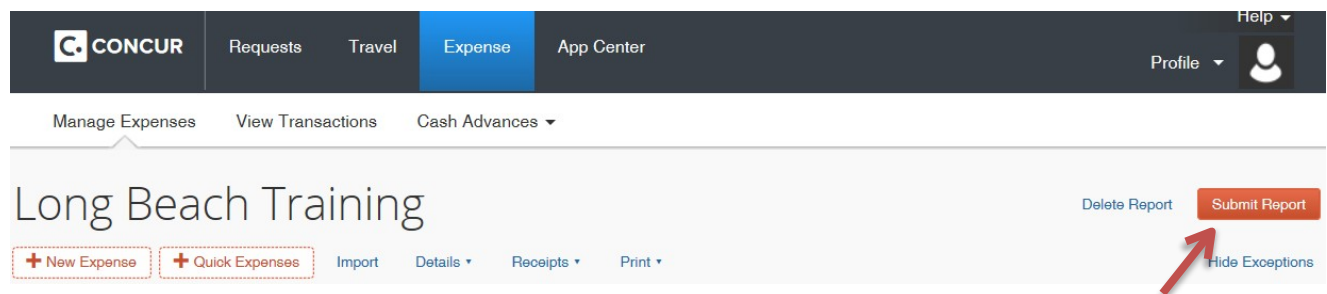 Help
C. CONCUR Requests Travel Expense App Center
Profile
Manage Expenses View Transactions Cash Advances
Long Beach Training
Delete Report Submit Report
+ New Expense + Quick Expenses Import Details Receipts Print
Hide Exceptions